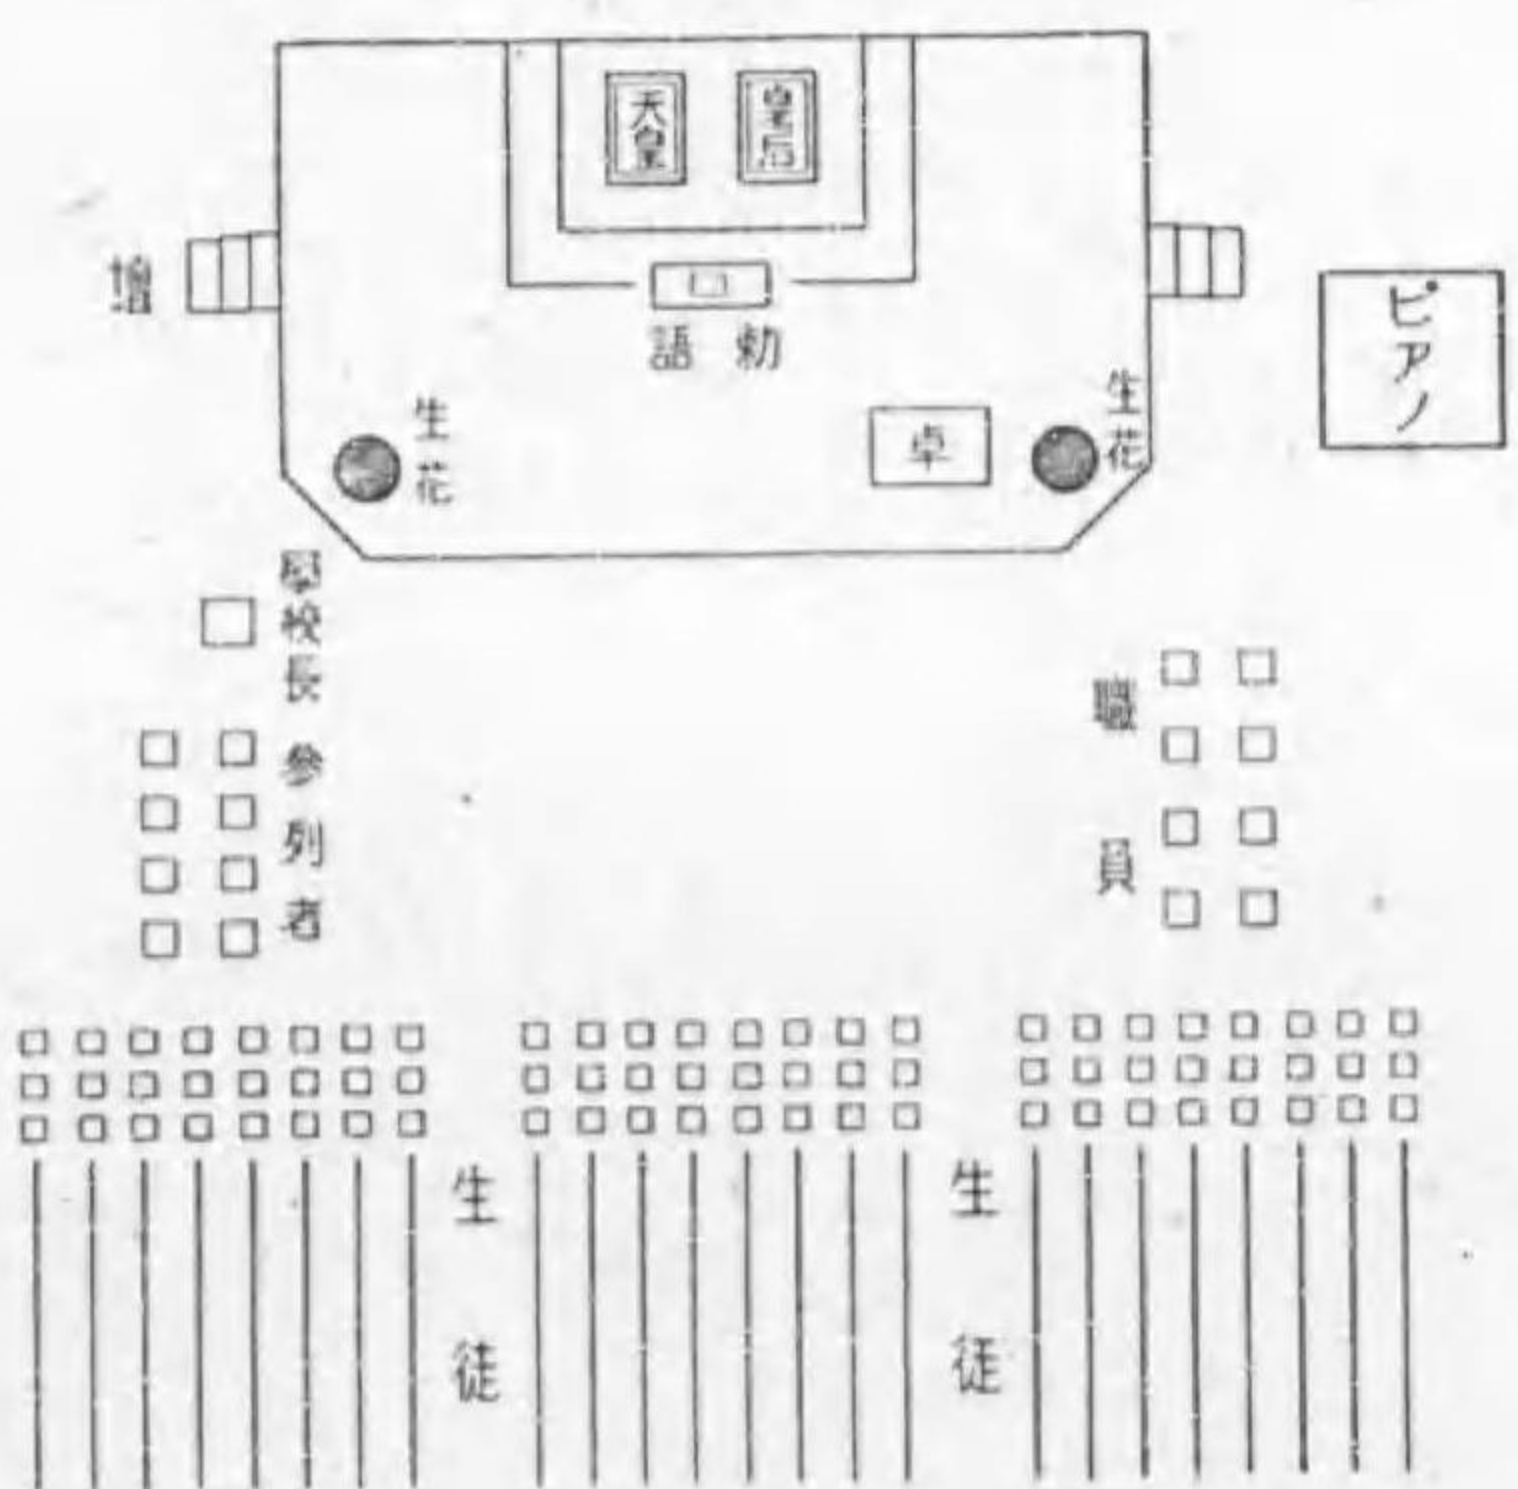 天皇
皇后
勅語
壇
生花
卓
生花
ピアノ
學校長
參列者
職員
生徒
生徒